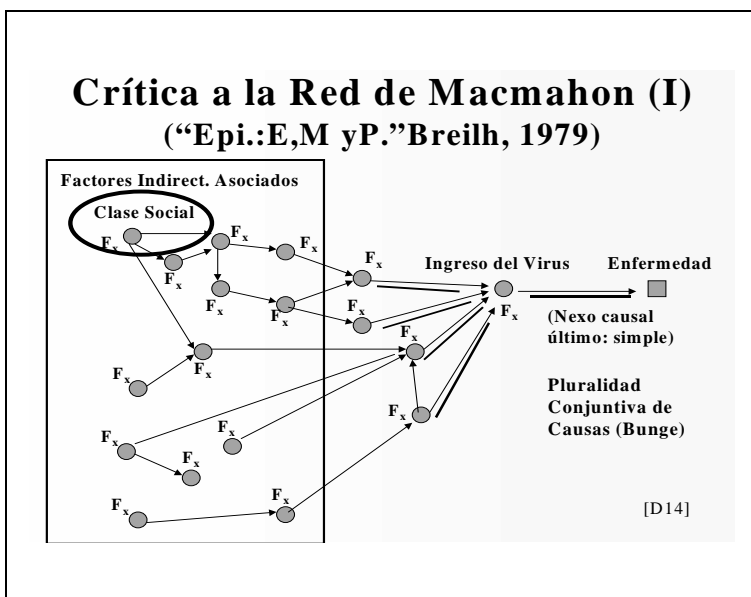 Crítica a la Red de Macmahon (I)
(“Epi.:E,M yP.”Breilh, 1979)
Factores Indirect. Asociados
Clase Social
Fx
Fx
Fx
Fx
Fx
Ingreso del Virus
Enfermedad
Fx
Fx
Fx
Fx
(Nexo causal
último: simple)
Fx
Fx
Fx
Pluralidad
Conjuntiva de
Causas (Bunge)
Fx
Fx
Fx
Fx
Fx
Fx
[D14]